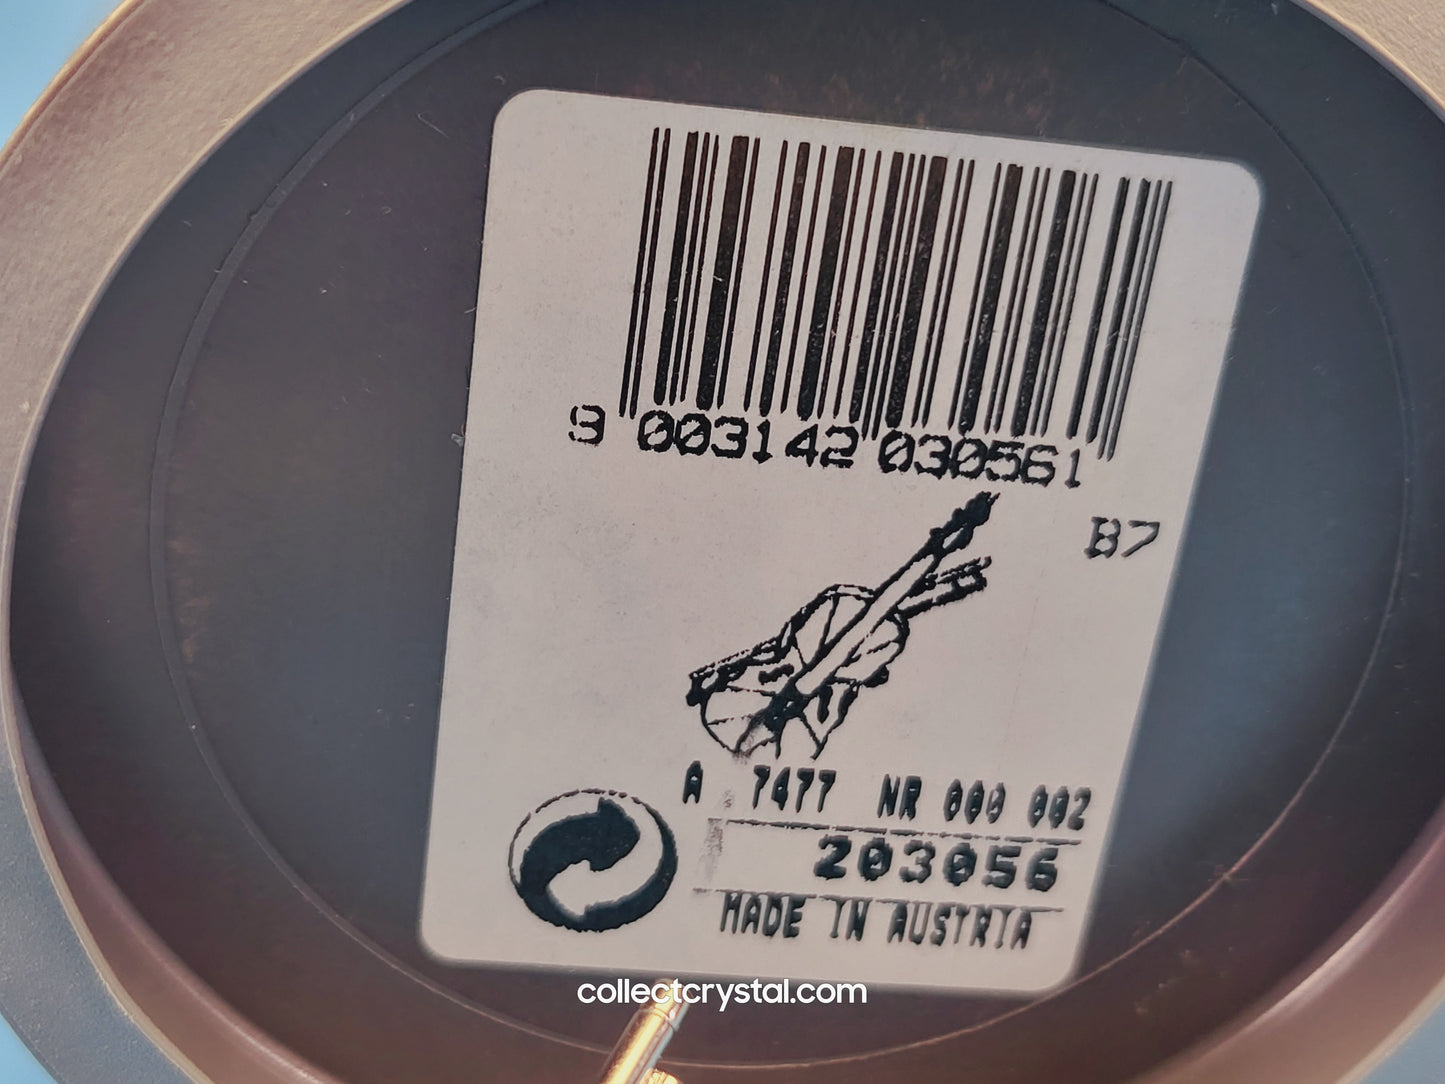 9 003142 030561
B7
A 7477 NR 000 002
203056
MADE IN AUSTRIA
collectcrystal.com